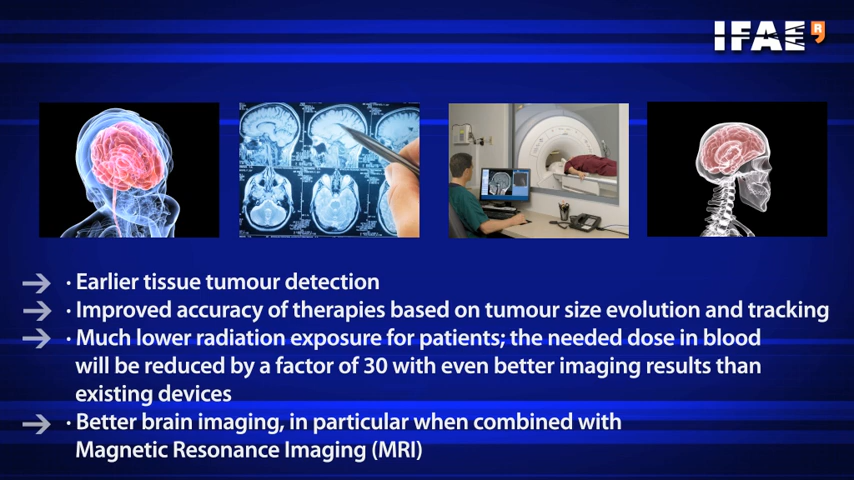 IFAE R
· Earlier tissue tumour detection
· Improved accuracy of therapies based on tumour size evolution and tracking
· Much lower radiation exposure for patients; the needed dose in blood
will be reduced by a factor of 30 with even better imaging results than
existing devices
· Better brain imaging, in particular when combined with
Magnetic Resonance Imaging (MRI)